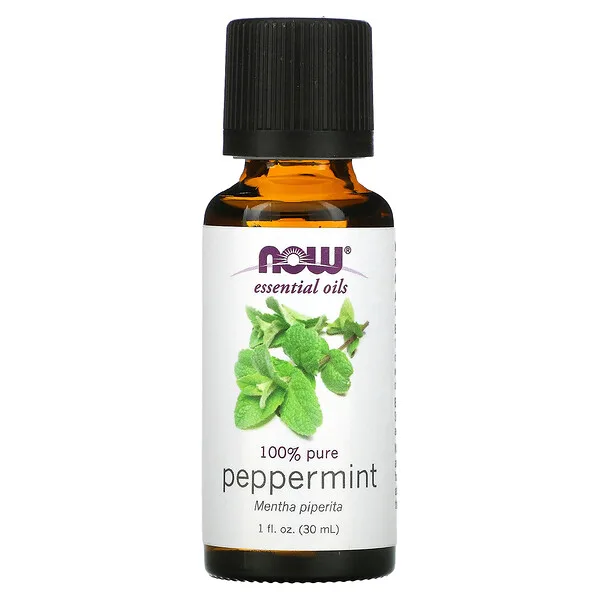 NOW®
essential oils
100% pure
peppermint
Mentha piperita
1 fl. oz. (30 mL)